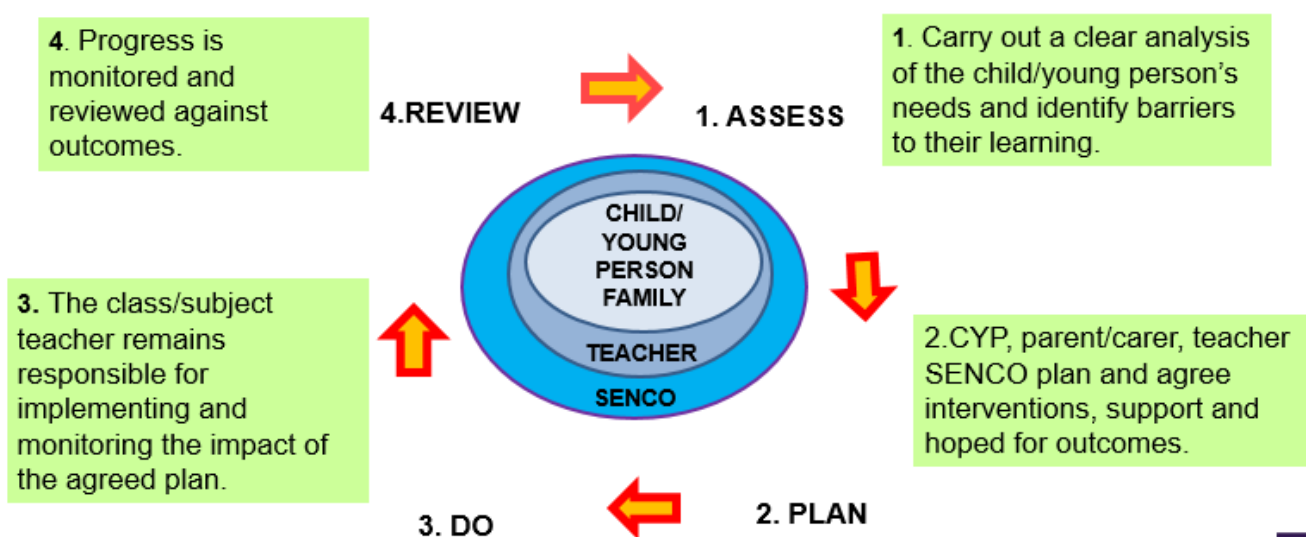 4. Progress is
monitored and
reviewed against
outcomes.
4.REVIEW
1. ASSESS
1. Carry out a clear analysis
of the child/young person’s
needs and identify barriers
to their learning.
CHILD/
YOUNG
PERSON
FAMILY
TEACHER
SENCO
2.CYP, parent/carer, teacher
SENCO plan and agree
interventions, support and
hoped for outcomes.
3. The class/subject
teacher remains
responsible for
implementing and
monitoring the impact of
the agreed plan.
3. DO
2. PLAN